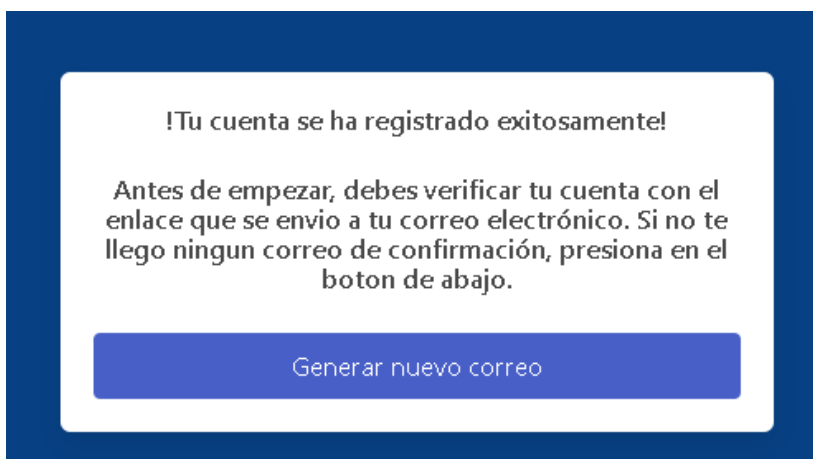 !Tu cuenta se ha registrado exitosamente!
Antes de empezar, debes verificar tu cuenta con el
enlace que se envio a tu correo electrónico. Si no te
llego ningun correo de confirmación, presiona en el
boton de abajo.
Generar nuevo correo